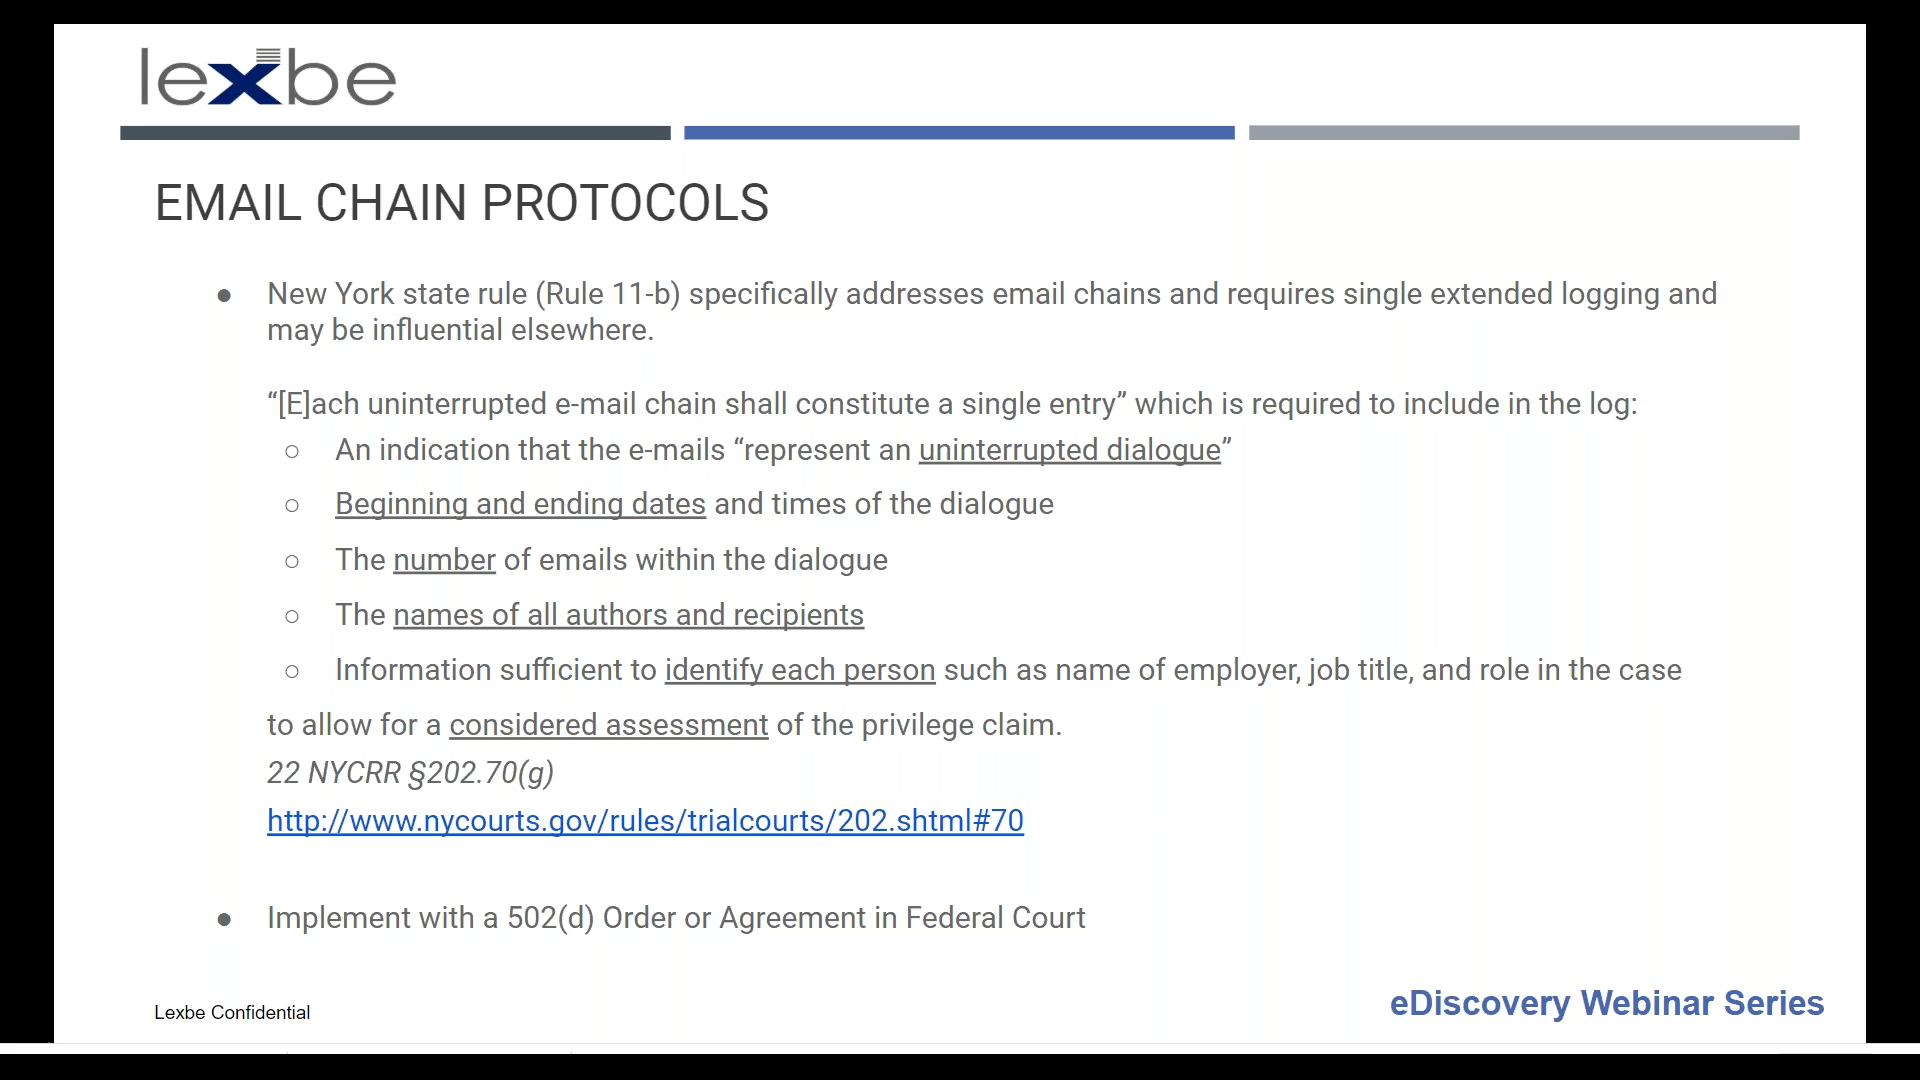 lexbe
EMAIL CHAIN PROTOCOLS
● New York state rule (Rule 11-b) specifically addresses email chains and requires single extended logging and
may be influential elsewhere.
“[E]ach uninterrupted e-mail chain shall constitute a single entry” which is required to include in the log:
○ An indication that the e-mails “represent an uninterrupted dialogue”
○ Beginning and ending dates and times of the dialogue
○ The number of emails within the dialogue
○ The names of all authors and recipients
○ Information sufficient to identify each person such as name of employer, job title, and role in the case
to allow for a considered assessment of the privilege claim.
22 NYCRR §202.70(g)
http://www.nycourts.gov/rules/trialcourts/202.shtml#70
● Implement with a 502(d) Order or Agreement in Federal Court
Lexbe Confidential
eDiscovery Webinar Series